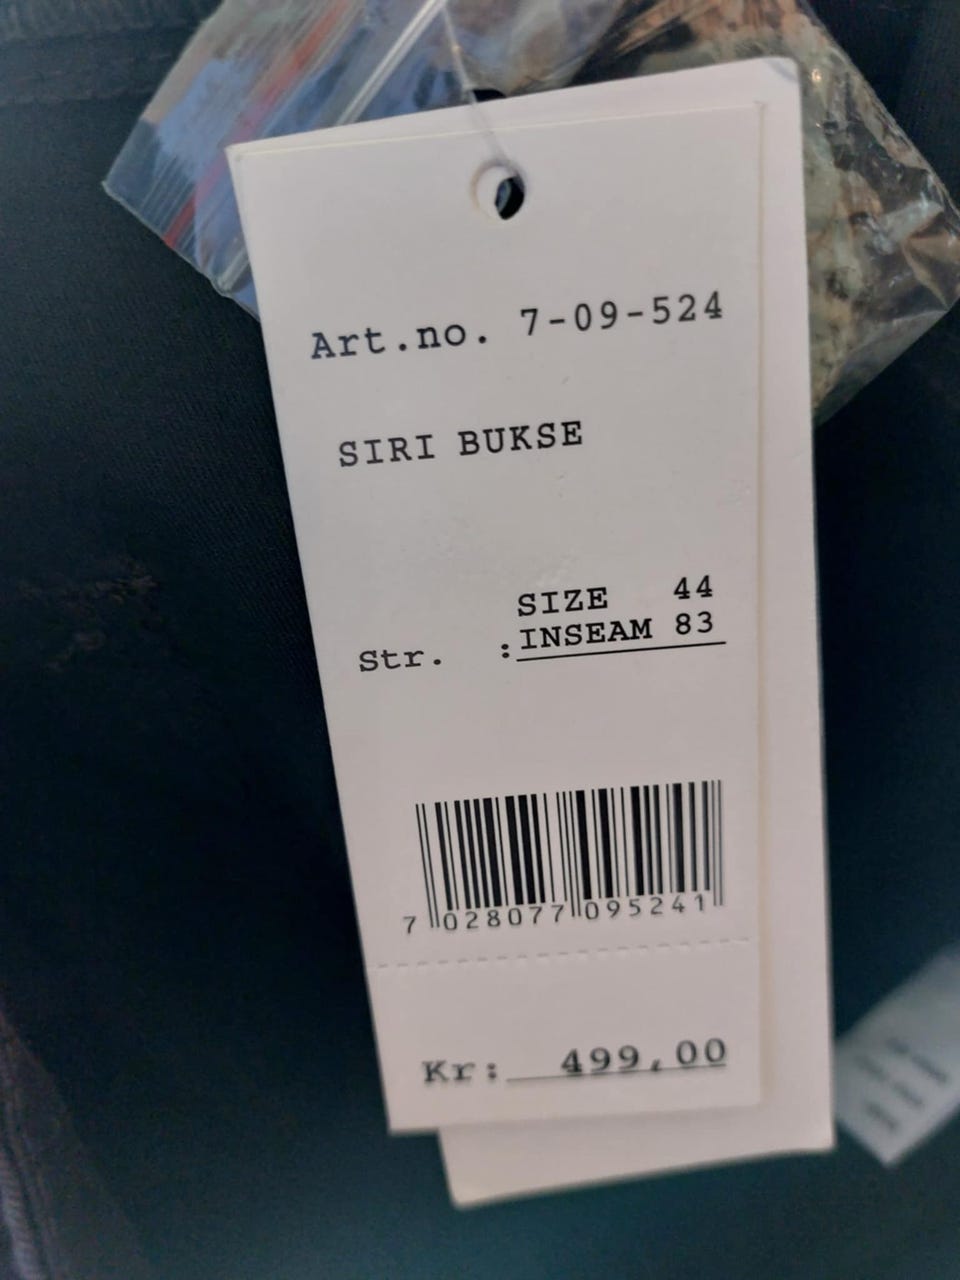 Art.no. 7-09-524
SIRI BUKSE
SIZE 44
Str. :INSEAM 83
7 028077 095241
Kr: 499,00